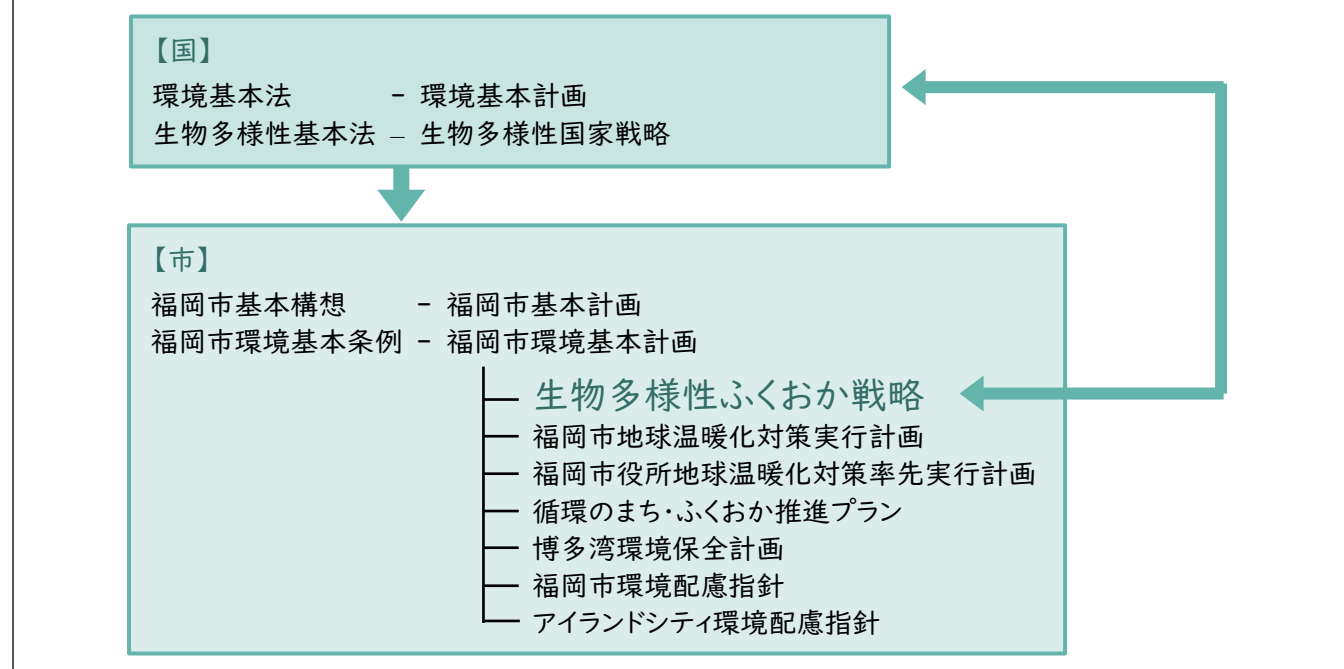 【国】
環境基本法 - 環境基本計画
生物多様性基本法 – 生物多様性国家戦略
【市】
福岡市基本構想 - 福岡市基本計画
福岡市環境基本条例 - 福岡市環境基本計画
生物多様性ふくおか戦略
福岡市地球温暖化対策実行計画
福岡市役所地球温暖化対策率先実行計画
循環のまち・ふくおか推進プラン
博多湾環境保全計画
福岡市環境配慮指針
アイランドシティ環境配慮指針